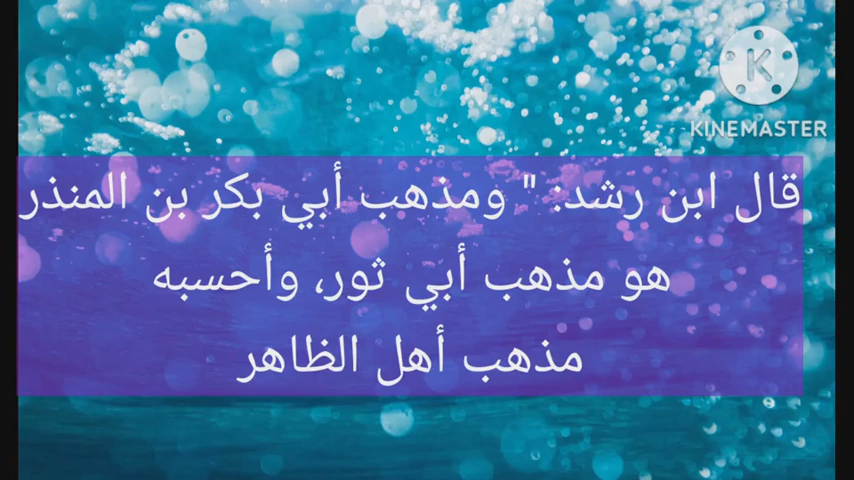 KINEMASTER
قال ابن رشد: " ومذهب أبي بكر بن المنذر
هو مذهب أبي ثور، وأحسبه
مذهب أهل الظاهر